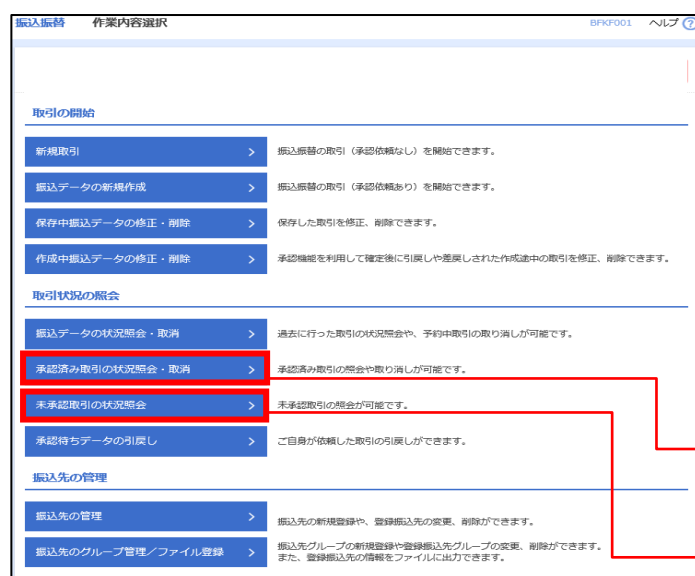 振込振替 作業内容選択 BFKF001 ヘルプ ?
取引の開始
新規取引 > 振込振替の取引（承認依頼なし）を開始できます。
振込データの新規作成 > 振込振替の取引（承認依頼あり）を開始できます。
保存中振込データの修正・削除 > 保存した取引を修正、削除できます。
作成中振込データの修正・削除 > 承認機能を利用して確定後に引戻しや差戻しされた作成途中の取引を修正、削除できます。
取引状況の照会
振込データの状況照会・取消 > 過去に行った取引の状況照会や、予約中取引の取り消しが可能です。
承認済み取引の状況照会・取消 > 承認済み取引の照会や取り消しが可能です。
未承認取引の状況照会 > 未承認取引の照会が可能です。
承認待ちデータの引戻し > ご自身が依頼した取引の引戻しができます。
振込先の管理
振込先の管理 > 振込先の新規登録や、登録振込先の変更、削除ができます。
振込先のグループ管理／ファイル登録 > 振込先グループの新規登録や登録振込先グループの変更、削除ができます。
また、登録振込先の情報をファイルに出力できます。